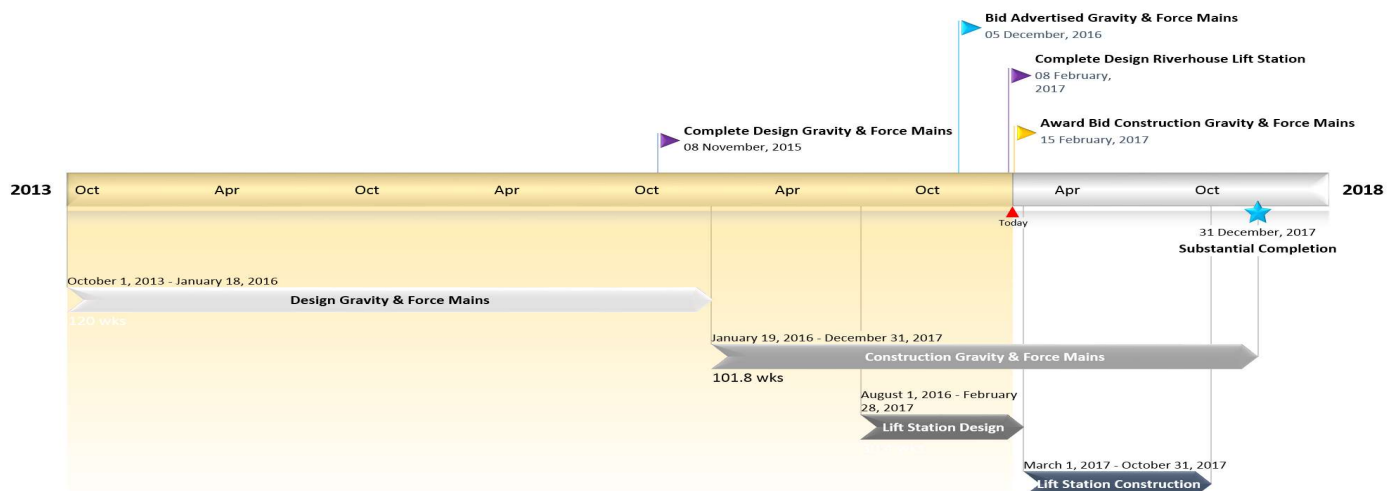 Bid Advertised Gravity & Force Mains
05 December, 2016
Complete Design Riverhouse Lift Station
08 February,
2017
Complete Design Gravity & Force Mains
08 November, 2015
Award Bid Construction Gravity & Force Mains
15 February, 2017
2013 Oct Apr Oct Apr Oct Apr Oct Apr Oct 2018
Today
31 December, 2017
Substantial Completion
October 1, 2013 - January 18, 2016
Design Gravity & Force Mains
120 wks
January 19, 2016 - December 31, 2017
Construction Gravity & Force Mains
101.8 wks
August 1, 2016 - February
28, 2017
Lift Station Design
March 1, 2017 - October 31, 2017
Lift Station Construction